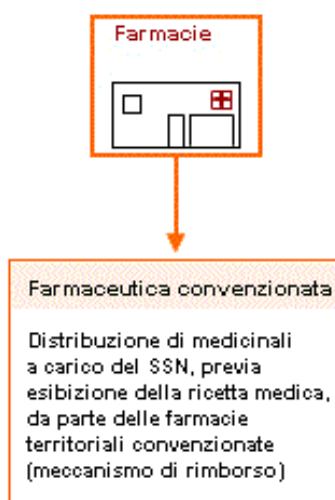 Farmacie
Farmaceutica convenzionata
Distribuzione di medicinali
a carico del SSN, previa
esibizione della ricetta medica,
da parte delle farmacie
territoriali convenzionate
(meccanismo di rimborso)